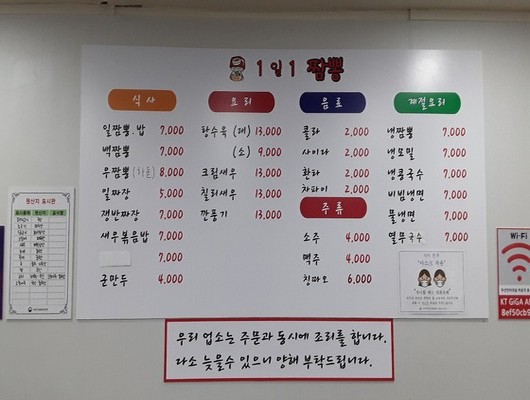 1일1 짬뽕
식사
일짬뽕.밥 7,000
백짬뽕 7,000
우짬뽕 8,000
일짜장 5,000
쟁반짜장 7,000
새우볶음밥 7,000
7,000
군만두 4,000
요리
탕수육 (대) 13,000
(소) 9,000
크림새우 13,000
칠리새우 13,000
깐풍기 13,000
음료
콜라 2,000
사이다 2,000
환타 2,000
2,000
주류
소주 4,000
맥주 4,000
칭따오 6,000
계절요리
냉짬뽕 7,000
냉모밀 7,000
냉콩국수 7,000
비빔냉면 7,000
물냉면 7,000
열무국수 7,000
원산지 표시판
Wi-Fi
KT GiGA
8ef50cb9
우리 업소는 주문과 동시에 조리를 합니다.
다소 늦을수 있으니 양해 부탁드립니다.